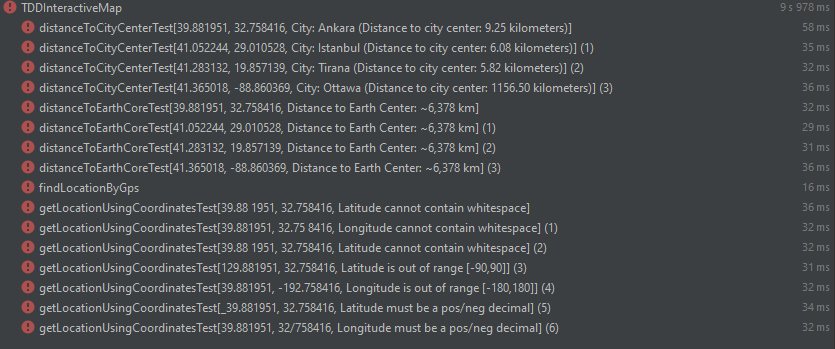 TDDInteractiveMap 9 s 978 ms
distanceToCityCenterTest[39.881951, 32.758416, City: Ankara (Distance to city center: 9.25 kilometers)] 58 ms
distanceToCityCenterTest[41.052244, 29.010528, City: Istanbul (Distance to city center: 6.08 kilometers)] (1) 35 ms
distanceToCityCenterTest[41.283132, 19.857139, City: Tirana (Distance to city center: 5.82 kilometers)] (2) 32 ms
distanceToCityCenterTest[41.365018, -88.860369, City: Ottawa (Distance to city center: 1156.50 kilometers)] (3) 36 ms
distanceToEarthCoreTest[39.881951, 32.758416, Distance to Earth Center: ~6,378 km] 32 ms
distanceToEarthCoreTest[41.052244, 29.010528, Distance to Earth Center: ~6,378 km] (1) 29 ms
distanceToEarthCoreTest[41.283132, 19.857139, Distance to Earth Center: ~6,378 km] (2) 31 ms
distanceToEarthCoreTest[41.365018, -88.860369, Distance to Earth Center: ~6,378 km] (3) 36 ms
findLocationByGps 16 ms
getLocationUsingCoordinatesTest[39.88 1951, 32.758416, Latitude cannot contain whitespace] 36 ms
getLocationUsingCoordinatesTest[39.881951, 32.75 8416, Longitude cannot contain whitespace] (1) 32 ms
getLocationUsingCoordinatesTest[39.88 1951, 32.758416, Latitude cannot contain whitespace] (2) 32 ms
getLocationUsingCoordinatesTest[129.881951, 32.758416, Latitude is out of range [-90,90]] (3) 31 ms
getLocationUsingCoordinatesTest[39.881951, -192.758416, Longitude is out of range [-180,180]] (4) 32 ms
getLocationUsingCoordinatesTest[_39.881951, 32.758416, Latitude must be a pos/neg decimal] (5) 34 ms
getLocationUsingCoordinatesTest[39.881951, 32/758416, Longitude must be a pos/neg decimal] (6) 32 ms